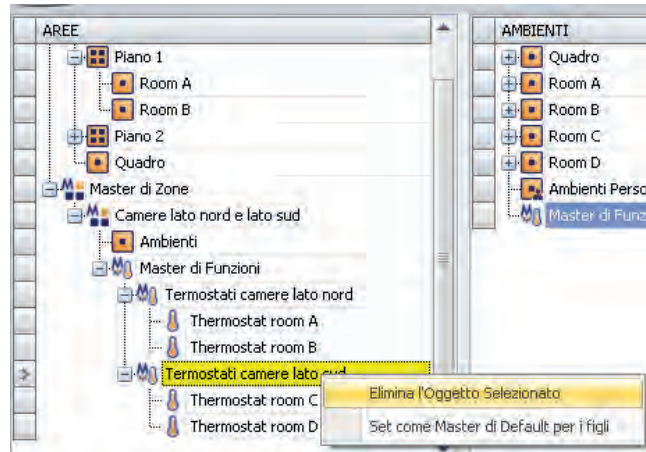 AREE
Piano 1
Room A
Room B
Piano 2
Quadro
Master di Zone
Camere lato nord e lato sud
Ambienti
Master di Funzioni
Termostati camere lato nord
Thermostat room A
Thermostat room B
Termostati camere lato sud
Thermostat room C
Thermostat room D
Elimina l'Oggetto Selezionato
Set come Master di Default per i figli
AMBIENTI
Quadro
Room A
Room B
Room C
Room D
Ambienti Perso
Master di Funz